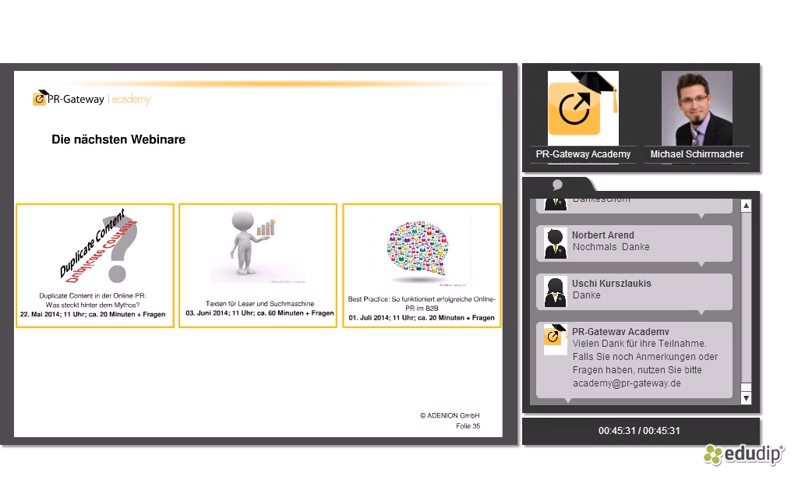 PR-Gateway | academy
Die nächsten Webinare
Duplicate Content
Duplicate Content
Duplicate Content in der Online-PR:
Was steckt hinter dem Mythos?
22. Mai 2014; 11 Uhr; ca. 20 Minuten + Fragen
Texten für Leser und Suchmaschine
03. Juni 2014; 11 Uhr; ca. 60 Minuten + Fragen
Best Practice: So funktioniert erfolgreiche Online-
PR im B2B
01. Juli 2014; 11 Uhr; ca. 20 Minuten + Fragen
© ADENION GmbH
Folie 35
PR-Gateway Academy
Michael Schirrmacher
Dankeschön
Norbert Arend
Nochmals Danke
Uschi Kurszlaukis
Danke
PR-Gateway Academy
Vielen Dank für ihre Teilnahme.
Falls Sie noch Anmerkungen oder
Fragen haben, nutzen Sie bitte
academy@pr-gateway.de
00:45:31 / 00:45:31
edudip